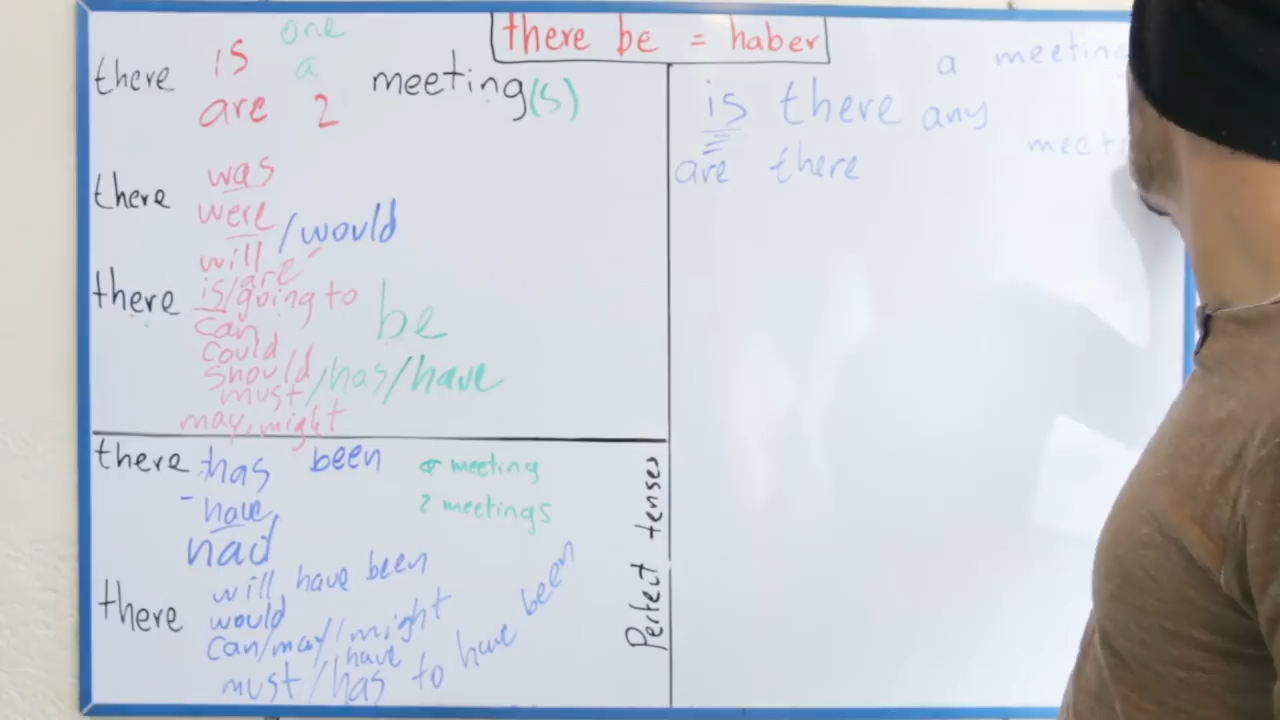 there be = haber
one
there is a meeting(s)
are 2
there was
were /would
will
are
there is/going to be
can
could
should /has/have
must
may, might
there has been a meeting
- have 2 meetings
had
there will have been
would
can/may/might
have
must/has to have been
Perfect tenses
a meeting
is there any
are there